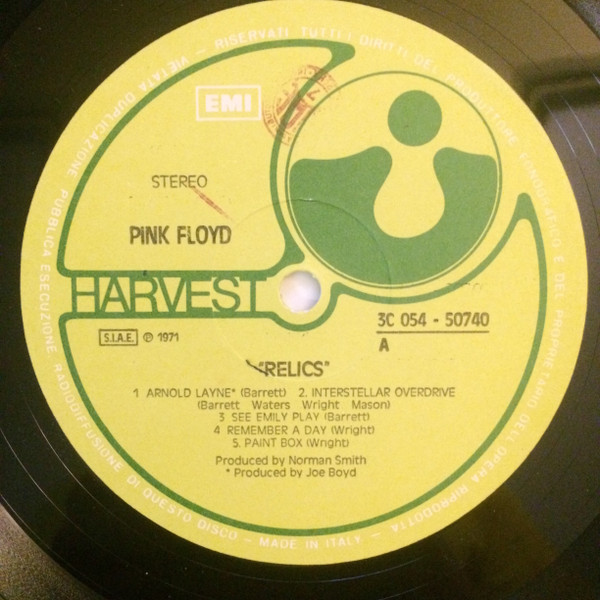 RISERVATI TUTTI I DIRITTI DEL PRODUTTORE FONOGRAFICO E DEL PROPRIETARIO DELL'OPERA RIPRODOTTA – MADE IN ITALY – VIETATA DUPLICAZIONE PUBBLICA ESECUZIONE RADIODIFFUSIONE DI QUESTO DISCO –
EMI
STEREO
PINK FLOYD
HARVEST
3C 054 - 50740
A
S.I.A.E. ℗ 1971
"RELICS"
1 ARNOLD LAYNE* (Barrett) 2. INTERSTELLAR OVERDRIVE
(Barrett Waters Wright Mason)
3 SEE EMILY PLAY (Barrett)
4 REMEMBER A DAY (Wright)
5. PAINT BOX (Wright)
Produced by Norman Smith
* Produced by Joe Boyd